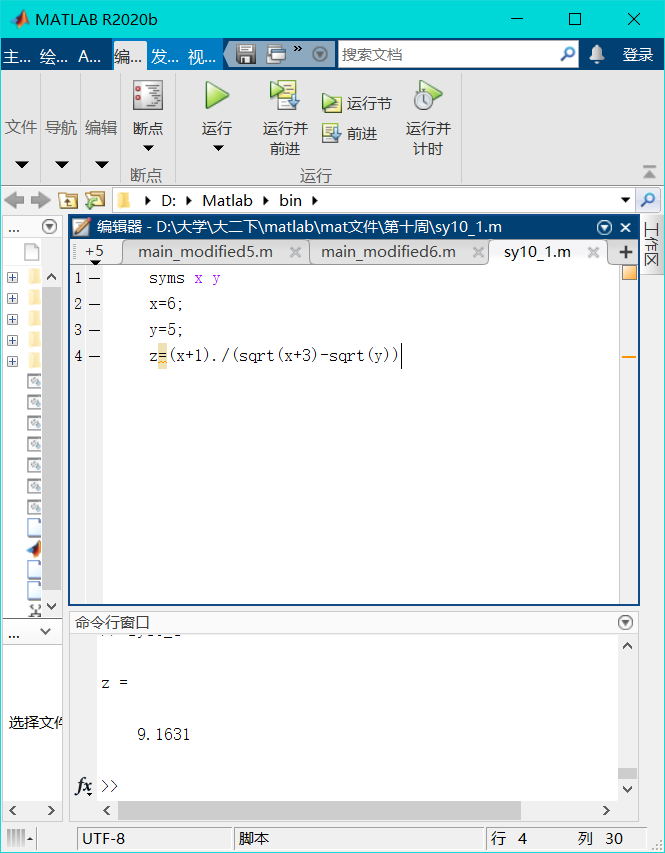 MATLAB R2020b
主... 绘... A... 编... 发... 视... » 搜索文档 登录
文件 导航 编辑 断点 运行 运行并前进 运行节 前进 运行并计时
断点 运行
D: Matlab bin
... 编辑器 - D:\大学\大二下\matlab\mat文件\第十周\sy10_1.m
工作区
+5 main_modified5.m main_modified6.m sy10_1.m
1 syms x y
2 x=6;
3 y=5;
4 z=(x+1)./(sqrt(x+3)-sqrt(y))
命令行窗口
...
>> sy10_1
z =
9.1631
选择文件
fx >>
UTF-8 脚本 行 4 列 30